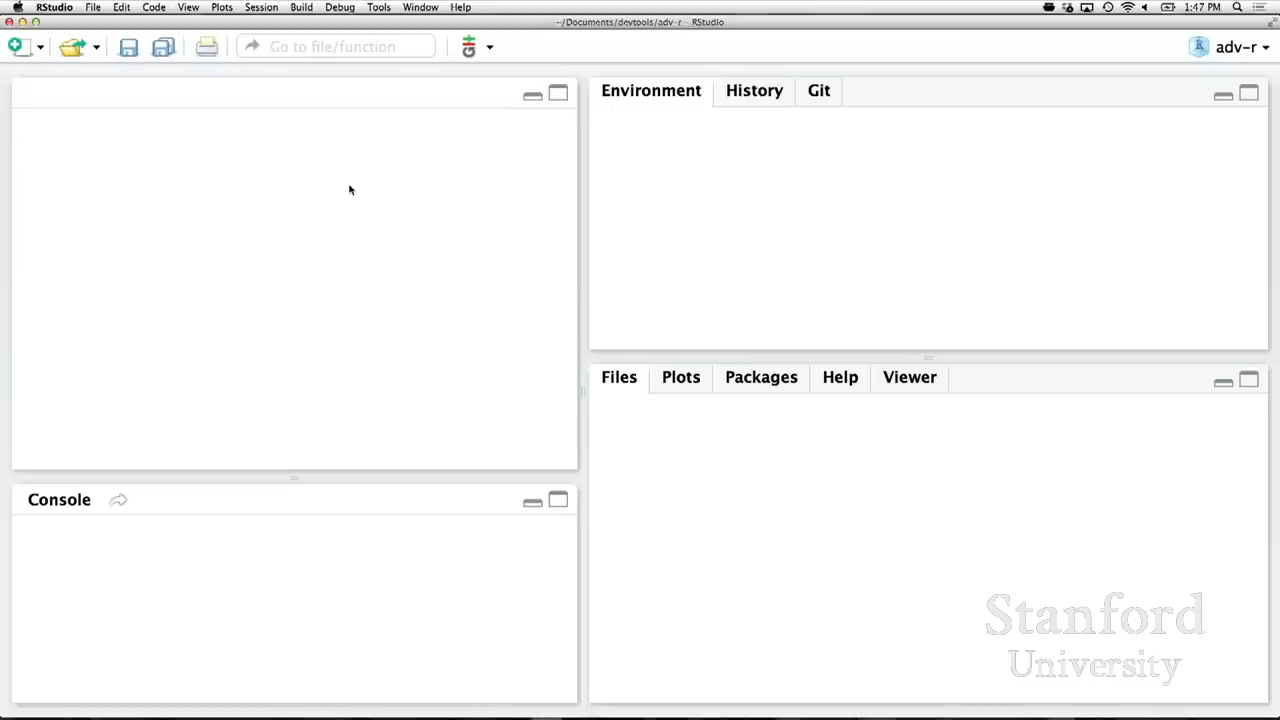 RStudio File Edit Code View Plots Session Build Debug Tools Window Help 1:47 PM
~/Documents/devtools/adv-r – RStudio
Go to file/function adv-r
Environment History Git
Files Plots Packages Help Viewer
Console
Stanford
University